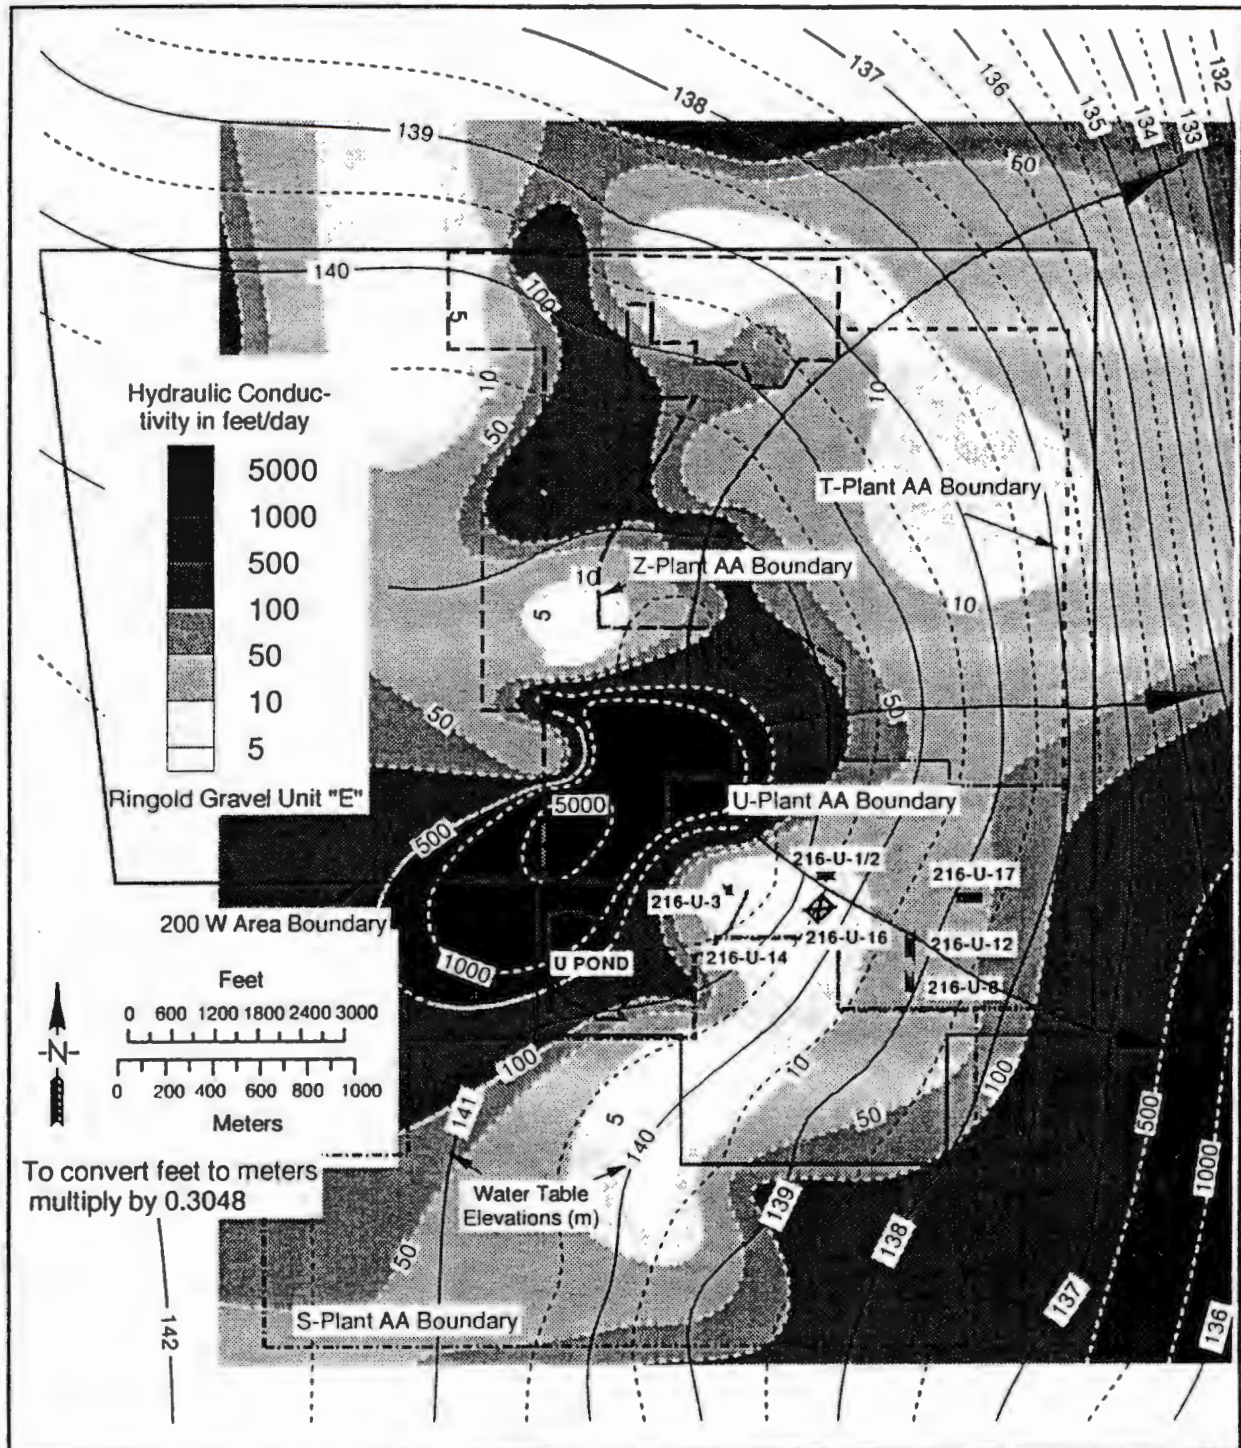 137
136
132
138
135
134
133
139
60
140
100
5
10
10
50
Hydraulic Conduc-
tivity in feet/day
5000
1000
500
100
50
10
5
Ringold Gravel Unit "E"
T-Plant AA Boundary
Z-Plant AA Boundary
10
5
10
50
50
U-Plant AA Boundary
5000
500
216-U-1/2
216-U-17
216-U-3
200 W Area Boundary
216-U-16
216-U-12
216-U-14
1000
U POND
216-U-8
Feet
0 600 1200 1800 2400 3000
N
0 200 400 600 800 1000
Meters
100
10
100
50
141
5
140
500
1000
To convert feet to meters
multiply by 0.3048
Water Table
Elevations (m)
139
138
50
137
136
S-Plant AA Boundary
142